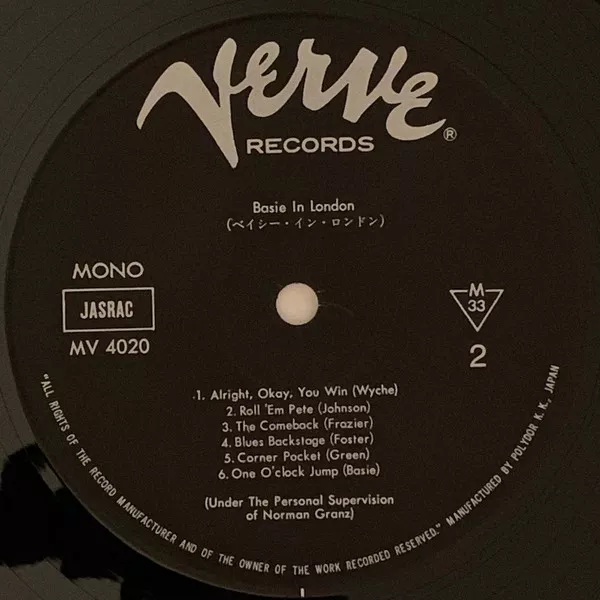 VERVE
®
RECORDS
Basie In London
(ベイシー・イン・ロンドン)
MONO
JASRAC
MV 4020
M
33
2
1. Alright, Okay, You Win (Wyche)
2. Roll 'Em Pete (Johnson)
3. The Comeback (Frazier)
4. Blues Backstage (Foster)
5. Corner Pocket (Green)
6. One O'clock Jump (Basie)
(Under The Personal Supervision
of Norman Granz)
"ALL RIGHTS OF THE RECORD MANUFACTURER AND OF THE OWNER OF THE WORK RECORDED RESERVED." MANUFACTURED BY POLYDOR K. K., JAPAN